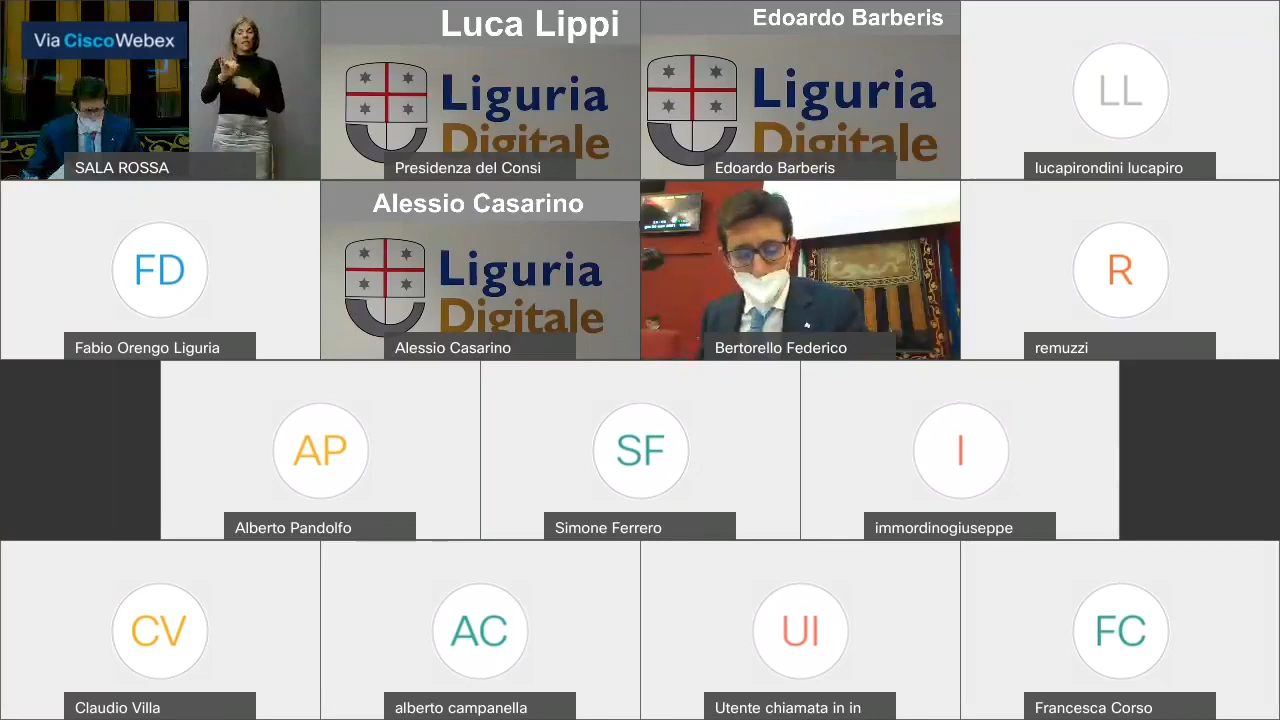 Via Cisco Webex
SALA ROSSA
Luca Lippi
Liguria
Digitale
Presidenza del Consi
Edoardo Barberis
Liguria
Digitale
Edoardo Barberis
LL
lucapirondini lucapiro
FD
Fabio Orengo Liguria
Alessio Casarino
Liguria
Digitale
Alessio Casarino
Bertorello Federico
R
remuzzi
AP
Alberto Pandolfo
SF
Simone Ferrero
I
immordinogiuseppe
CV
Claudio Villa
AC
alberto campanella
UI
Utente chiamata in in
FC
Francesca Corso